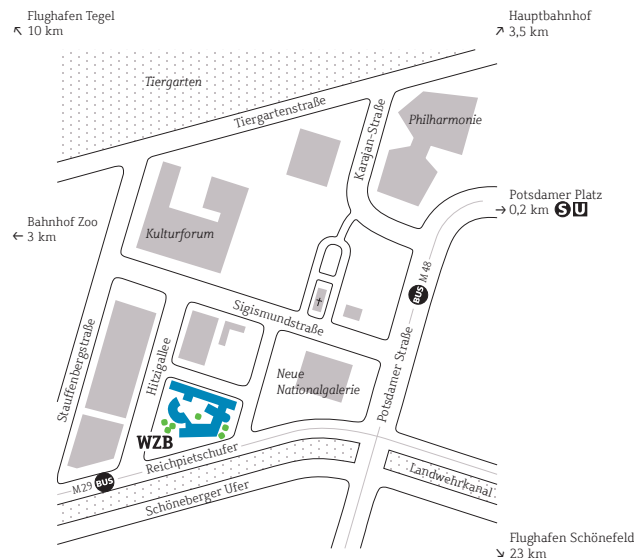 Flughafen Tegel
10 km
Hauptbahnhof
3,5 km
Tiergarten
Tiergartenstraße
Karajan-Straße
Philharmonie
Potsdamer Platz
0,2 km S U
Bahnhof Zoo
3 km
Kulturforum
BUS M 48
Sigismundstraße
Stauffenbergstraße
Hitzigallee
Neue
Nationalgalerie
Potsdamer Straße
WZB
Reichpietschufer
M29 BUS
Landwehrkanal
Schöneberger Ufer
Flughafen Schönefeld
23 km